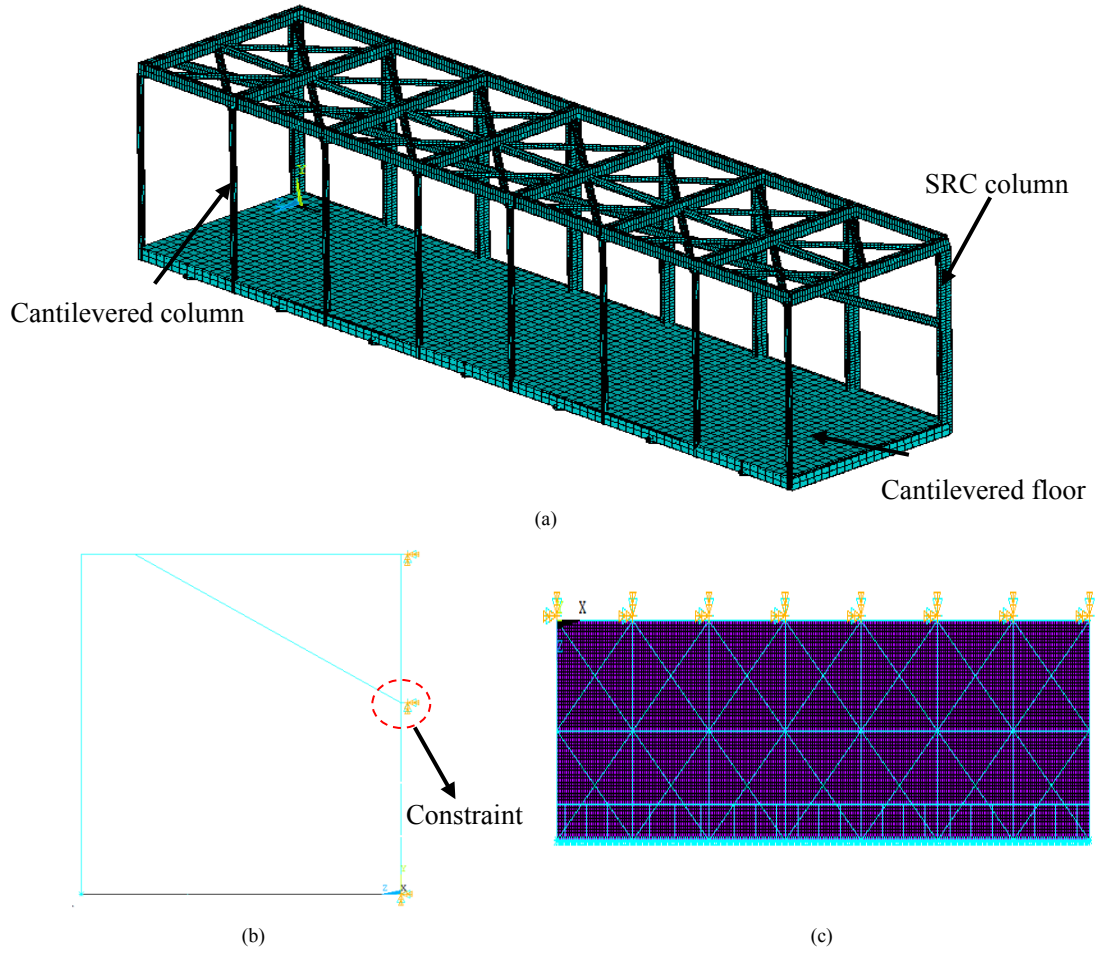 SRC column
Cantilevered column
Cantilevered floor
(a)
X
Z
Constraint
z
x
(b)
(c)